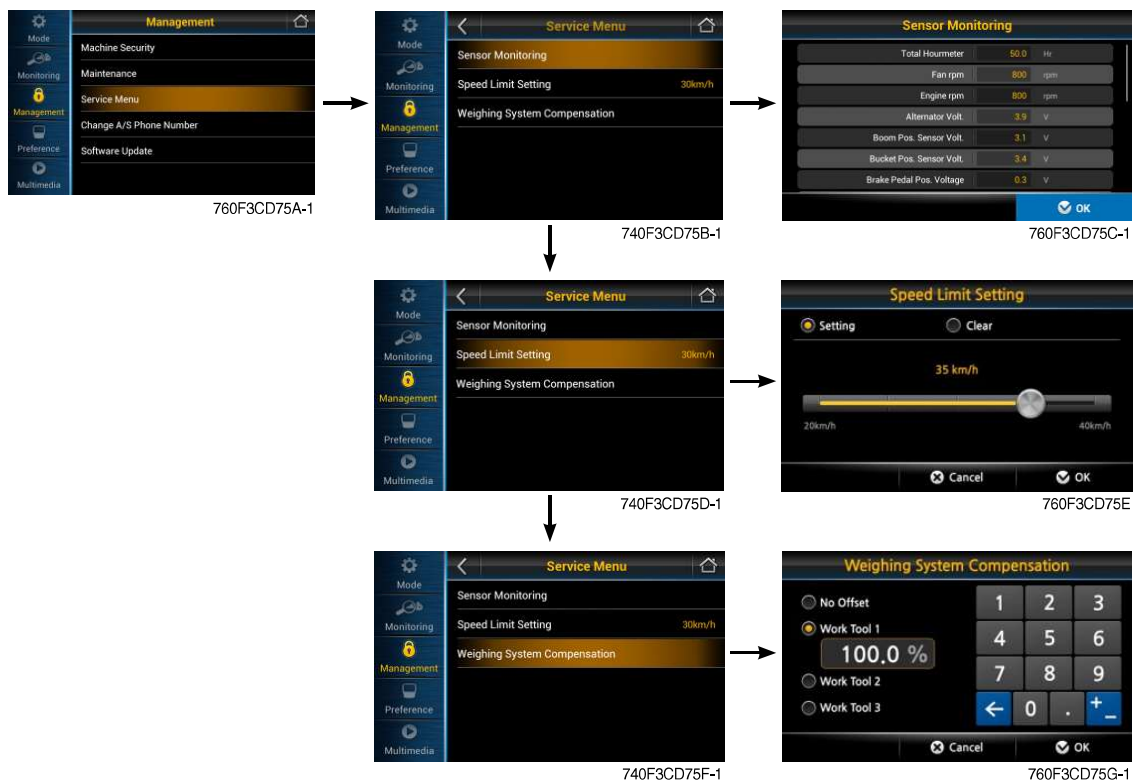 Management
Mode
Monitoring
Management
Preference
Multimedia
Machine Security
Maintenance
Service Menu
Change A/S Phone Number
Software Update
760F3CD75A-1
Service Menu
Mode
Monitoring
Management
Preference
Multimedia
Sensor Monitoring
Speed Limit Setting 30km/h
Weighing System Compensation
740F3CD75B-1
Sensor Monitoring
Total Hourmeter 50.0 Hr
Fan rpm 800 rpm
Engine rpm 800 rpm
Alternator Volt. 3.9 V
Boom Pos. Sensor Volt. 3.1 V
Bucket Pos. Sensor Volt. 3.4 V
Brake Pedal Pos. Voltage 0.3 V
OK
760F3CD75C-1
Service Menu
Mode
Monitoring
Management
Preference
Multimedia
Sensor Monitoring
Speed Limit Setting 30km/h
Weighing System Compensation
740F3CD75D-1
Speed Limit Setting
Setting Clear
35 km/h
20km/h 40km/h
Cancel OK
760F3CD75E
Service Menu
Mode
Monitoring
Management
Preference
Multimedia
Sensor Monitoring
Speed Limit Setting 30km/h
Weighing System Compensation
740F3CD75F-1
Weighing System Compensation
No Offset
Work Tool 1
100.0 %
Work Tool 2
Work Tool 3
1 2 3
4 5 6
7 8 9
← 0 . +_
Cancel OK
760F3CD75G-1